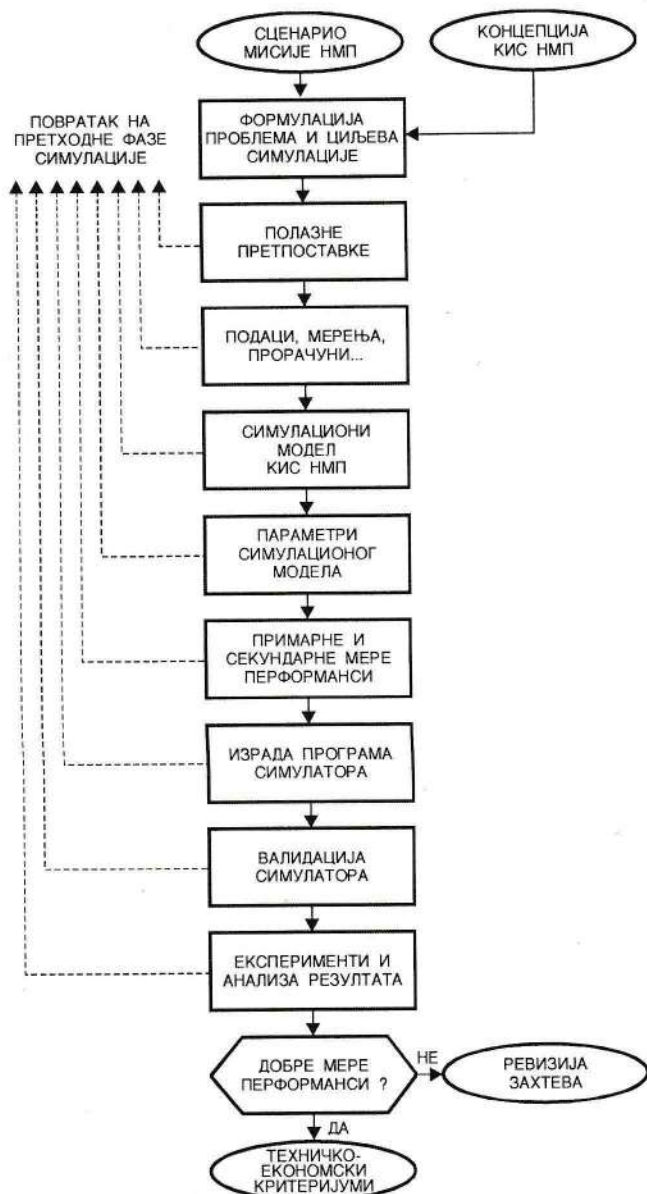 СЦЕНАРИО
МИСИЈЕ НМП
КОНЦЕПЦИЈА
КИС НМП
ПОВРАТАК НА
ПРЕТХОДНЕ ФАЗЕ
СИМУЛАЦИЈЕ
ФОРМУЛАЦИЈА
ПРОБЛЕМА И ЦИЉЕВА
СИМУЛАЦИЈЕ
ПОЛАЗНЕ
ПРЕТПОСТАВКЕ
ПОДАЦИ, МЕРЕЊА,
ПРОРАЧУНИ...
СИМУЛАЦИОНИ
МОДЕЛ
КИС НМП
ПАРАМЕТРИ
СИМУЛАЦИОНОГ
МОДЕЛА
ПРИМАРНЕ И
СЕКУНДАРНЕ МЕРЕ
ПЕРФОРМАНСИ
ИЗРАДА ПРОГРАМА
СИМУЛАТОРА
ВАЛИДАЦИЈА
СИМУЛАТОРА
ЕКСПЕРИМЕНТИ И
АНАЛИЗА РЕЗУЛТАТА
ДОБРЕ МЕРЕ
ПЕРФОРМАНСИ ?
НЕ
РЕВИЗИЈА
ЗАХТЕВА
ДА
ТЕХНИЧКО-
ЕКОНОМСКИ
КРИТЕРИЈУМИ